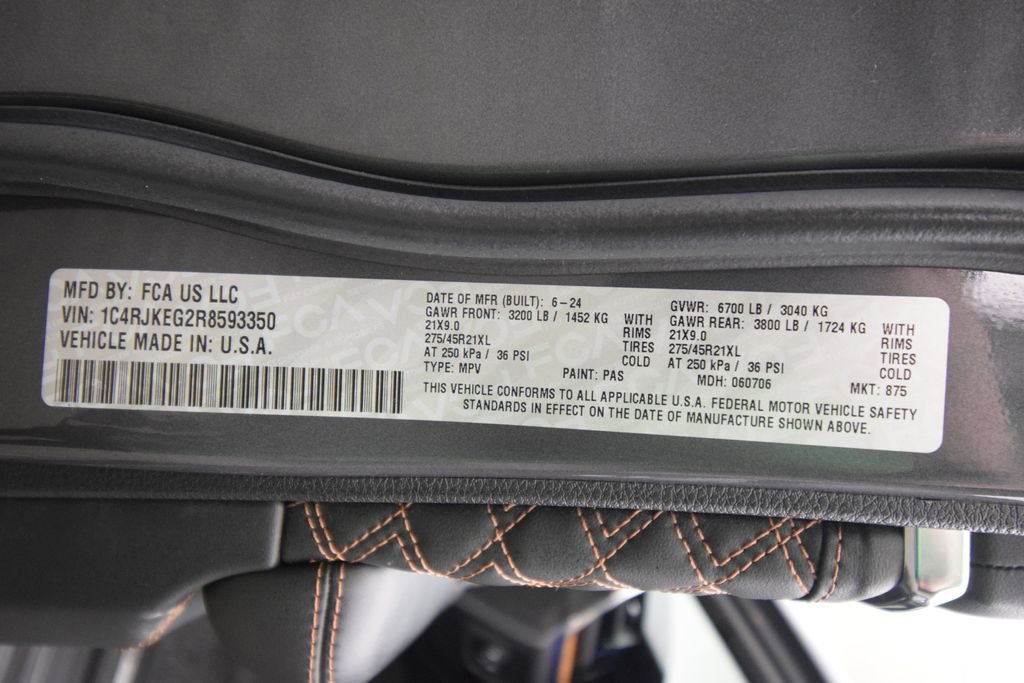 MFD BY: FCA US LLC
VIN: 1C4RJKEG2R8593350
VEHICLE MADE IN: U.S.A.
DATE OF MFR (BUILT): 6-24
GAWR FRONT: 3200 LB / 1452 KG WITH
21X9.0 RIMS
275/45R21XL TIRES
AT 250 kPa / 36 PSI COLD
TYPE: MPV PAINT: PAS
GVWR: 6700 LB / 3040 KG
GAWR REAR: 3800 LB / 1724 KG WITH
21X9.0 RIMS
275/45R21XL TIRES
AT 250 kPa / 36 PSI COLD
MDH: 060706 MKT: 875
THIS VEHICLE CONFORMS TO ALL APPLICABLE U.S.A. FEDERAL MOTOR VEHICLE SAFETY
STANDARDS IN EFFECT ON THE DATE OF MANUFACTURE SHOWN ABOVE.